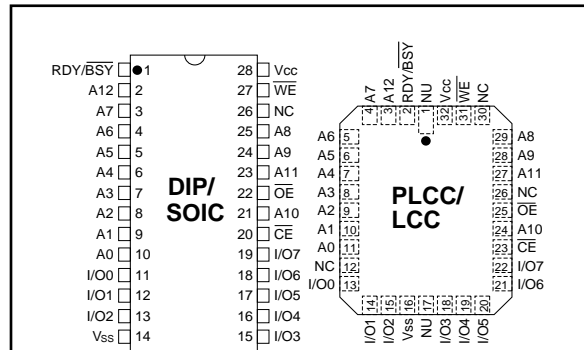 RDY/BSY 1 28 Vcc
A12 2 27 WE
A7 3 26 NC
A6 4 25 A8
A5 5 24 A9
A4 6 23 A11
A3 7 22 OE
A2 8 21 A10
A1 9 20 CE
A0 10 19 I/O7
I/O0 11 18 I/O6
I/O1 12 17 I/O5
I/O2 13 16 I/O4
VSS 14 15 I/O3
DIP/
SOIC
A7 A12 RDY/BSY NU Vcc WE NC
4 3 2 1 32 31 30
A6 5 29 A8
A5 6 28 A9
A4 7 27 A11
A3 8 26 NC
A2 9 25 OE
A1 10 24 A10
A0 11 23 CE
NC 12 22 I/O7
I/O0 13 21 I/O6
PLCC/
LCC
14 15 16 17 18 19 20
I/O1 I/O2 Vss NU I/O3 I/O4 I/O5